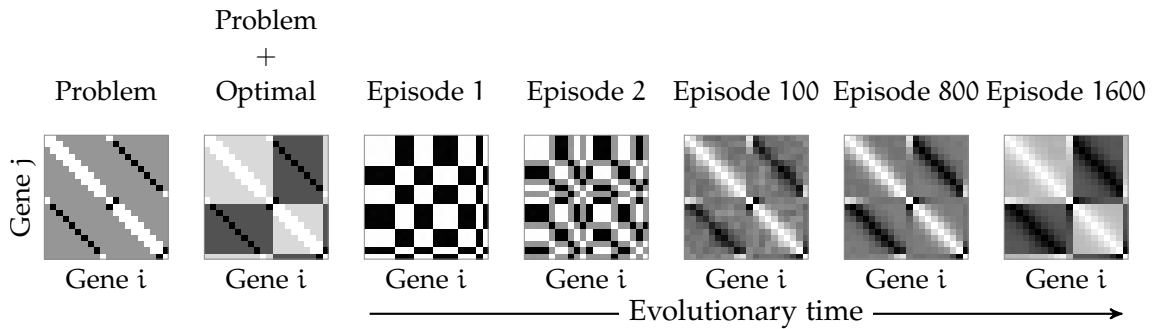 Problem
Problem
+
Optimal
Episode 1
Episode 2
Episode 100
Episode 800
Episode 1600
Gene j
Gene i
Gene i
Gene i
Gene i
Gene i
Gene i
Gene i
Evolutionary time